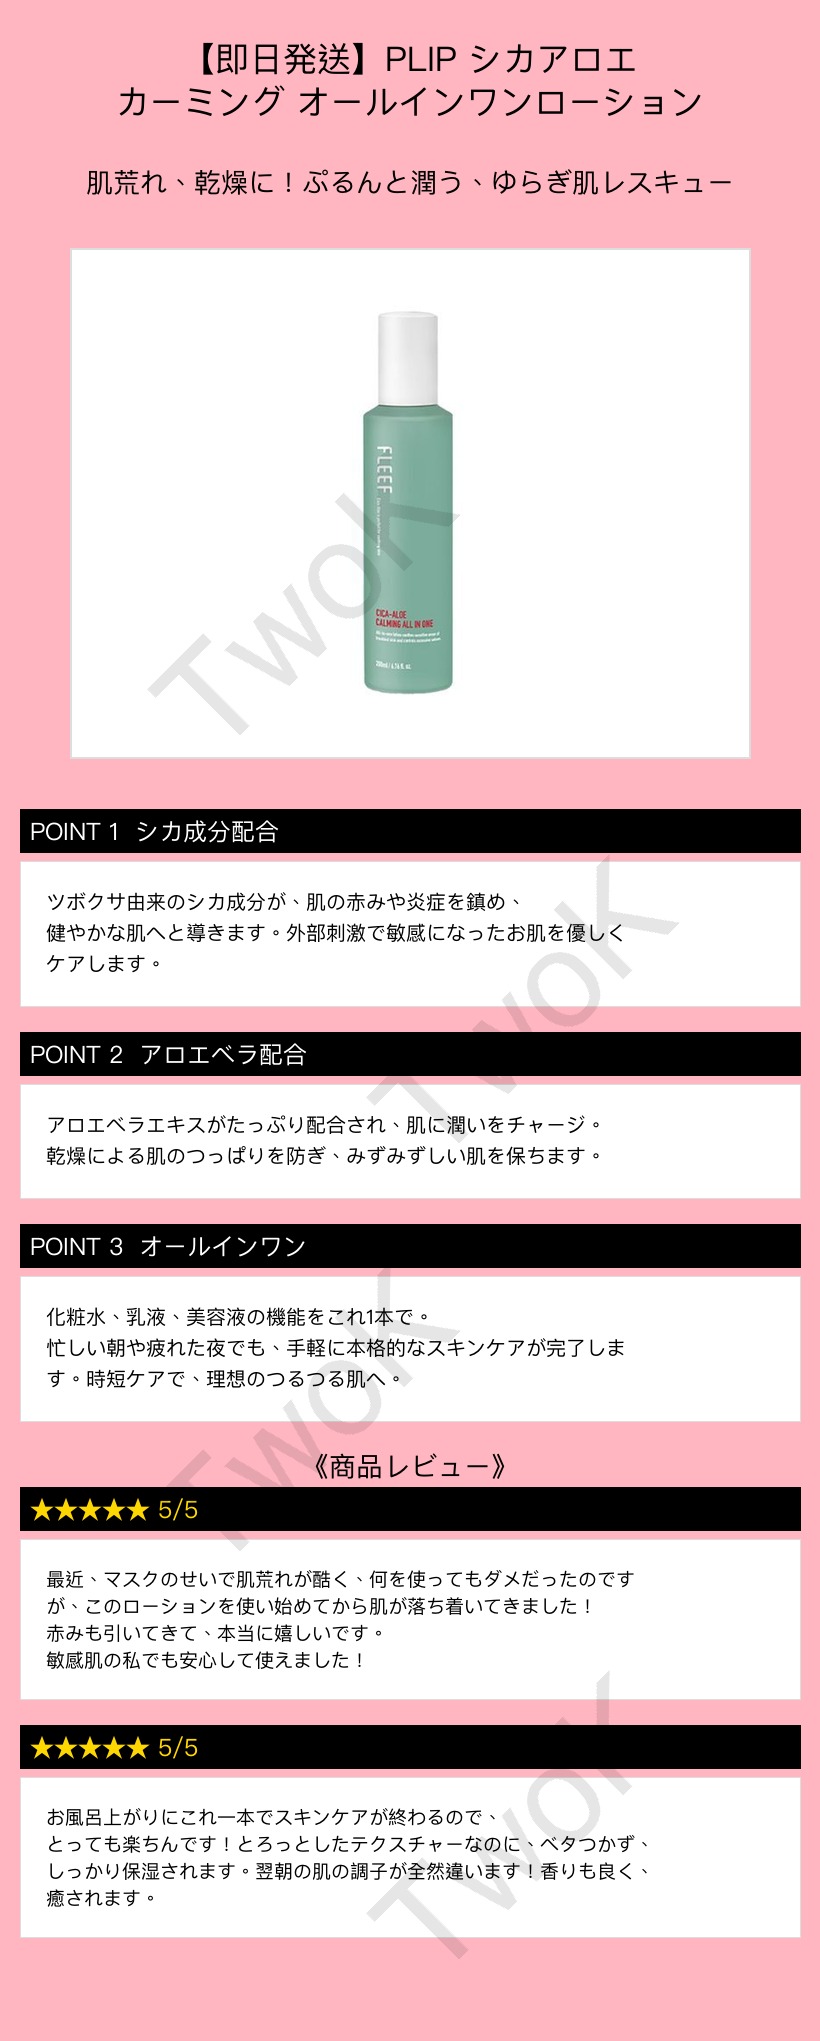 【即日発送】PLIP シカアロエ
カーミング オールインワンローション
肌荒れ、乾燥に！ぷるんと潤う、ゆらぎ肌レスキュー
FLEEF
CICA-ALOE
CALMING ALL IN ONE
TwoK
POINT 1 シカ成分配合
ツボクサ由来のシカ成分が、肌の赤みや炎症を鎮め、
健やかな肌へと導きます。外部刺激で敏感になったお肌を優しく
ケアします。
TwoK
POINT 2 アロエベラ配合
アロエベラエキスがたっぷり配合され、肌に潤いをチャージ。
乾燥による肌のつっぱりを防ぎ、みずみずしい肌を保ちます。
POINT 3 オールインワン
化粧水、乳液、美容液の機能をこれ1本で。
忙しい朝や疲れた夜でも、手軽に本格的なスキンケアが完了しま
す。時短ケアで、理想のつるつる肌へ。
TwoK
《商品レビュー》
★★★★★ 5/5
最近、マスクのせいで肌荒れが酷く、何を使ってもダメだったのです
が、このローションを使い始めてから肌が落ち着いてきました！
赤みも引いてきて、本当に嬉しいです。
敏感肌の私でも安心して使えました！
★★★★★ 5/5
お風呂上がりにこれ一本でスキンケアが終わるので、
とっても楽ちんです！とろっとしたテクスチャーなのに、ベタつかず、
しっかり保湿されます。翌朝の肌の調子が全然違います！香りも良く、
癒されます。
TwoK